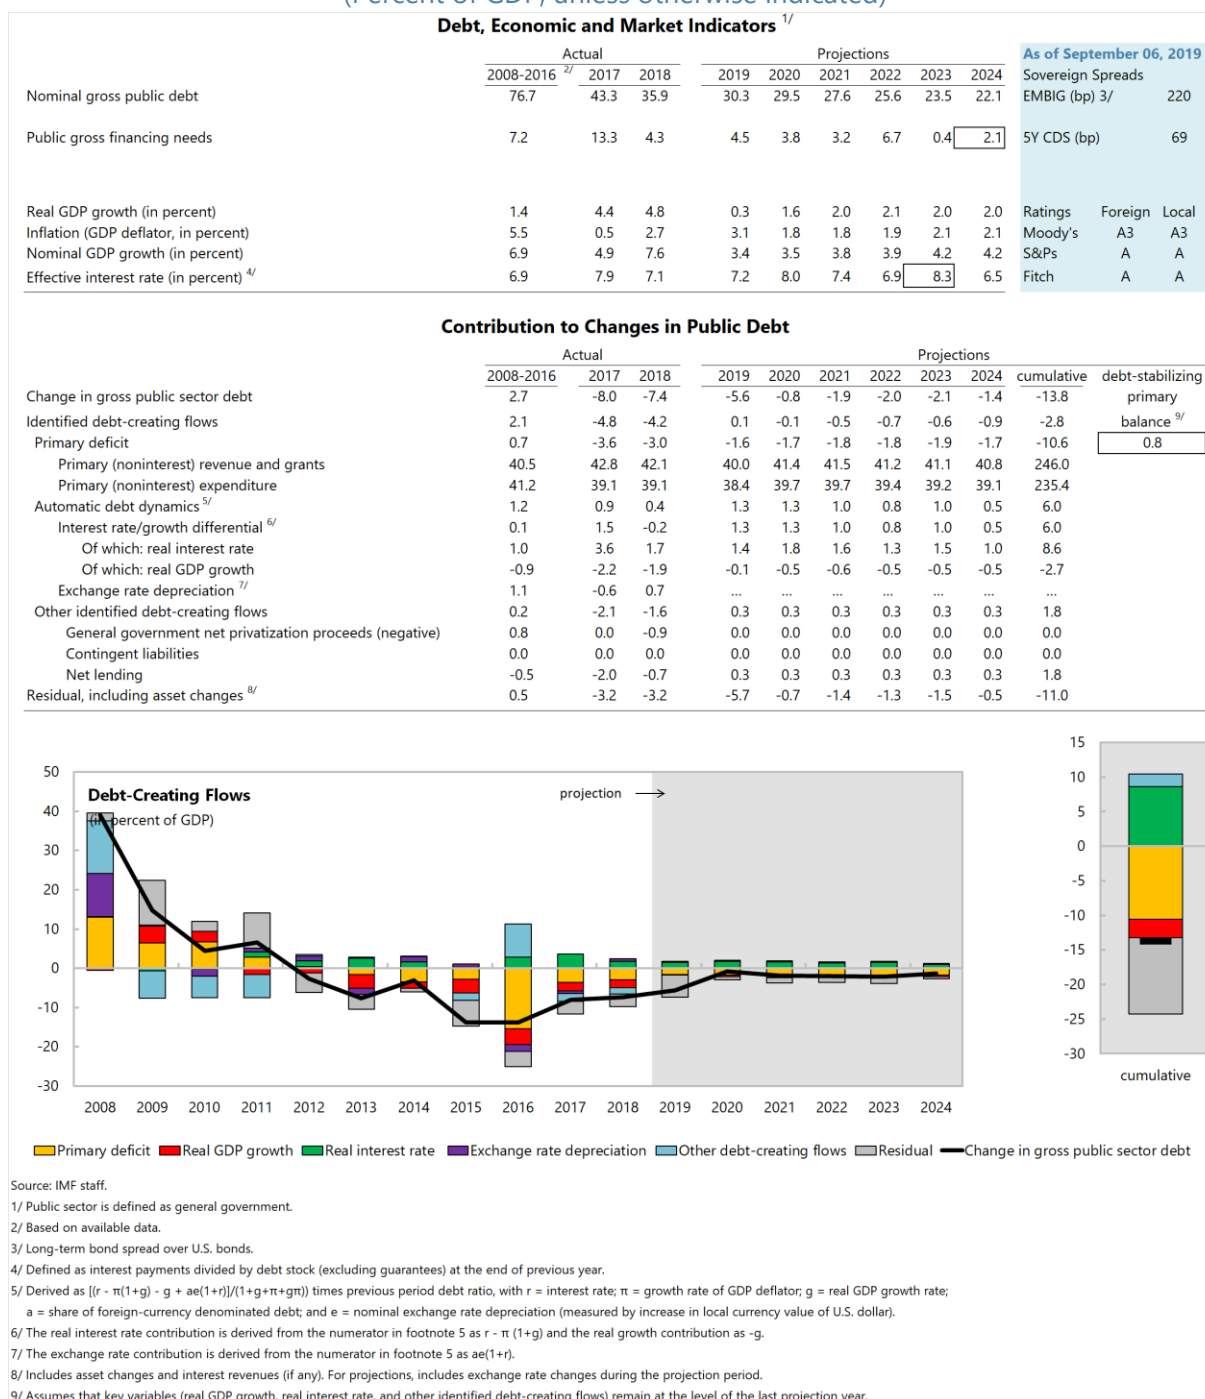 (Percent of GDP, unless otherwise indicated)
Debt, Economic and Market Indicators 1/
Actual Projections As of September 06, 2019
2008-2016 2/ 2017 2018 2019 2020 2021 2022 2023 2024 Sovereign Spreads
Nominal gross public debt 76.7 43.3 35.9 30.3 29.5 27.6 25.6 23.5 22.1 EMBIG (bp) 3/ 220
Public gross financing needs 7.2 13.3 4.3 4.5 3.8 3.2 6.7 0.4 2.1 5Y CDS (bp) 69
Real GDP growth (in percent) 1.4 4.4 4.8 0.3 1.6 2.0 2.1 2.0 2.0 Ratings Foreign Local
Inflation (GDP deflator, in percent) 5.5 0.5 2.7 3.1 1.8 1.8 1.9 2.1 2.1 Moody's A3 A3
Nominal GDP growth (in percent) 6.9 4.9 7.6 3.4 3.5 3.8 3.9 4.2 4.2 S&Ps A A
Effective interest rate (in percent) 4/ 6.9 7.9 7.1 7.2 8.0 7.4 6.9 8.3 6.5 Fitch A A
Contribution to Changes in Public Debt
Actual Projections
2008-2016 2017 2018 2019 2020 2021 2022 2023 2024 cumulative debt-stabilizing
Change in gross public sector debt 2.7 -8.0 -7.4 -5.6 -0.8 -1.9 -2.0 -2.1 -1.4 -13.8 primary
Identified debt-creating flows 2.1 -4.8 -4.2 0.1 -0.1 -0.5 -0.7 -0.6 -0.9 -2.8 balance 9/
Primary deficit 0.7 -3.6 -3.0 -1.6 -1.7 -1.8 -1.8 -1.9 -1.7 -10.6 0.8
Primary (noninterest) revenue and grants 40.5 42.8 42.1 40.0 41.4 41.5 41.2 41.1 40.8 246.0
Primary (noninterest) expenditure 41.2 39.1 39.1 38.4 39.7 39.7 39.4 39.2 39.1 235.4
Automatic debt dynamics 5/ 1.2 0.9 0.4 1.3 1.3 1.0 0.8 1.0 0.5 6.0
Interest rate/growth differential 6/ 0.1 1.5 -0.2 1.3 1.3 1.0 0.8 1.0 0.5 6.0
Of which: real interest rate 1.0 3.6 1.7 1.4 1.8 1.6 1.3 1.5 1.0 8.6
Of which: real GDP growth -0.9 -2.2 -1.9 -0.1 -0.5 -0.6 -0.5 -0.5 -0.5 -2.7
Exchange rate depreciation 7/ 1.1 -0.6 0.7 ... ... ... ... ... ... ...
Other identified debt-creating flows 0.2 -2.1 -1.6 0.3 0.3 0.3 0.3 0.3 0.3 1.8
General government net privatization proceeds (negative) 0.8 0.0 -0.9 0.0 0.0 0.0 0.0 0.0 0.0 0.0
Contingent liabilities 0.0 0.0 0.0 0.0 0.0 0.0 0.0 0.0 0.0 0.0
Net lending -0.5 -2.0 -0.7 0.3 0.3 0.3 0.3 0.3 0.3 1.8
Residual, including asset changes 8/ 0.5 -3.2 -3.2 -5.7 -0.7 -1.4 -1.3 -1.5 -0.5 -11.0
50
40
30
20
10
0
-10
-20
-30
Debt-Creating Flows
(in percent of GDP)
projection
2008 2009 2010 2011 2012 2013 2014 2015 2016 2017 2018 2019 2020 2021 2022 2023 2024
15
10
5
0
-5
-10
-15
-20
-25
-30
cumulative
Primary deficit Real GDP growth Real interest rate Exchange rate depreciation Other debt-creating flows Residual Change in gross public sector debt
Source: IMF staff.
1/ Public sector is defined as general government.
2/ Based on available data.
3/ Long-term bond spread over U.S. bonds.
4/ Defined as interest payments divided by debt stock (excluding guarantees) at the end of previous year.
5/ Derived as [(r - π(1+g) - g + ae(1+r)]/(1+g+π+gπ)) times previous period debt ratio, with r = interest rate; π = growth rate of GDP deflator; g = real GDP growth rate;
a = share of foreign-currency denominated debt; and e = nominal exchange rate depreciation (measured by increase in local currency value of U.S. dollar).
6/ The real interest rate contribution is derived from the numerator in footnote 5 as r - π (1+g) and the real growth contribution as -g.
7/ The exchange rate contribution is derived from the numerator in footnote 5 as ae(1+r).
8/ Includes asset changes and interest revenues (if any). For projections, includes exchange rate changes during the projection period.
9/ Assumes that key variables (real GDP growth, real interest rate, and other identified debt-creating flows) remain at the level of the last projection year.